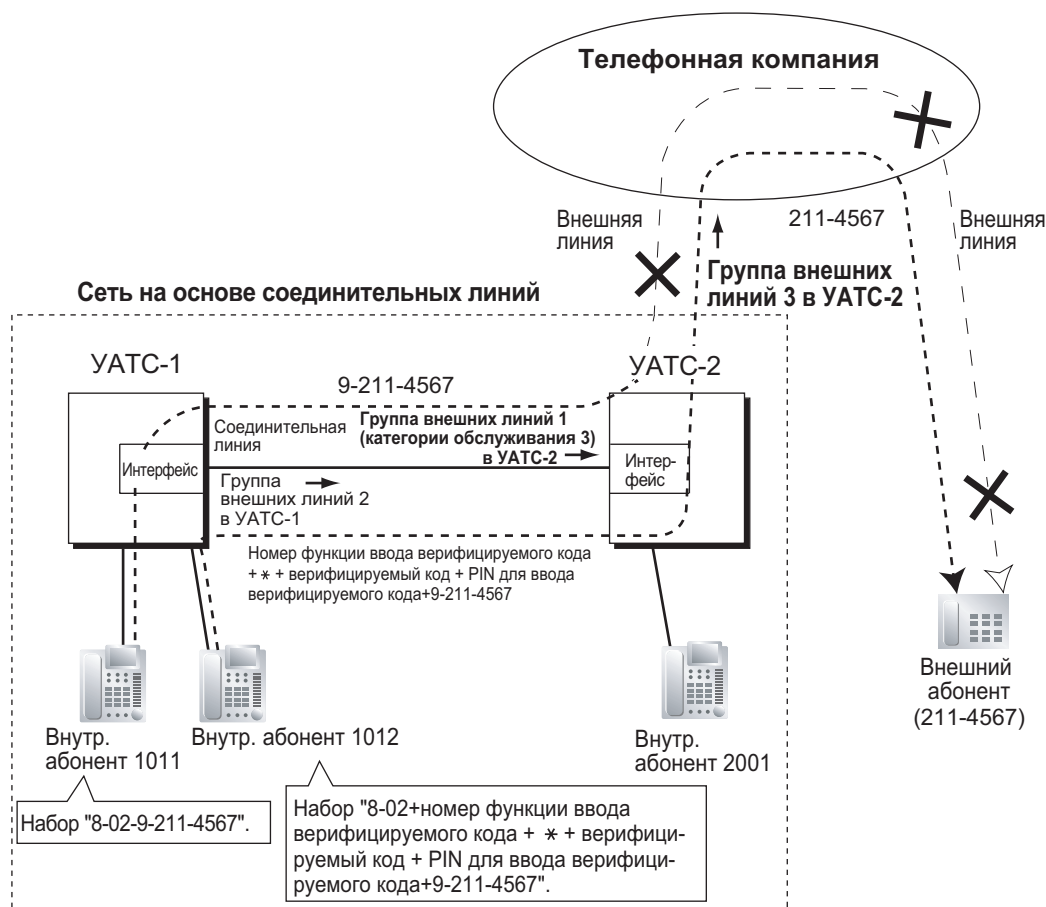 Телефонная компания
Внешняя
линия
211-4567
Внешняя
линия
Группа внешних
линий 3 в УАТС-2
Сеть на основе соединительных линий
УАТС-1
УАТС-2
9-211-4567
Соединительная
линия
Группа внешних линий 1
(категории обслуживания 3)
в УАТС-2
Интерфейс
Интер-
фейс
Группа
внешних линий 2
в УАТС-1
Номер функции ввода верифицируемого кода
+ * + верифицируемый код + PIN для ввода
верифицируемого кода+9-211-4567
Внутр.
абонент 1011
Внутр. абонент 1012
Внутр.
абонент 2001
Внешний
абонент
(211-4567)
Набор "8-02-9-211-4567".
Набор "8-02+номер функции ввода
верифицируемого кода + * + верифици-
руемый код + PIN для ввода верифици-
руемого кода+9-211-4567".